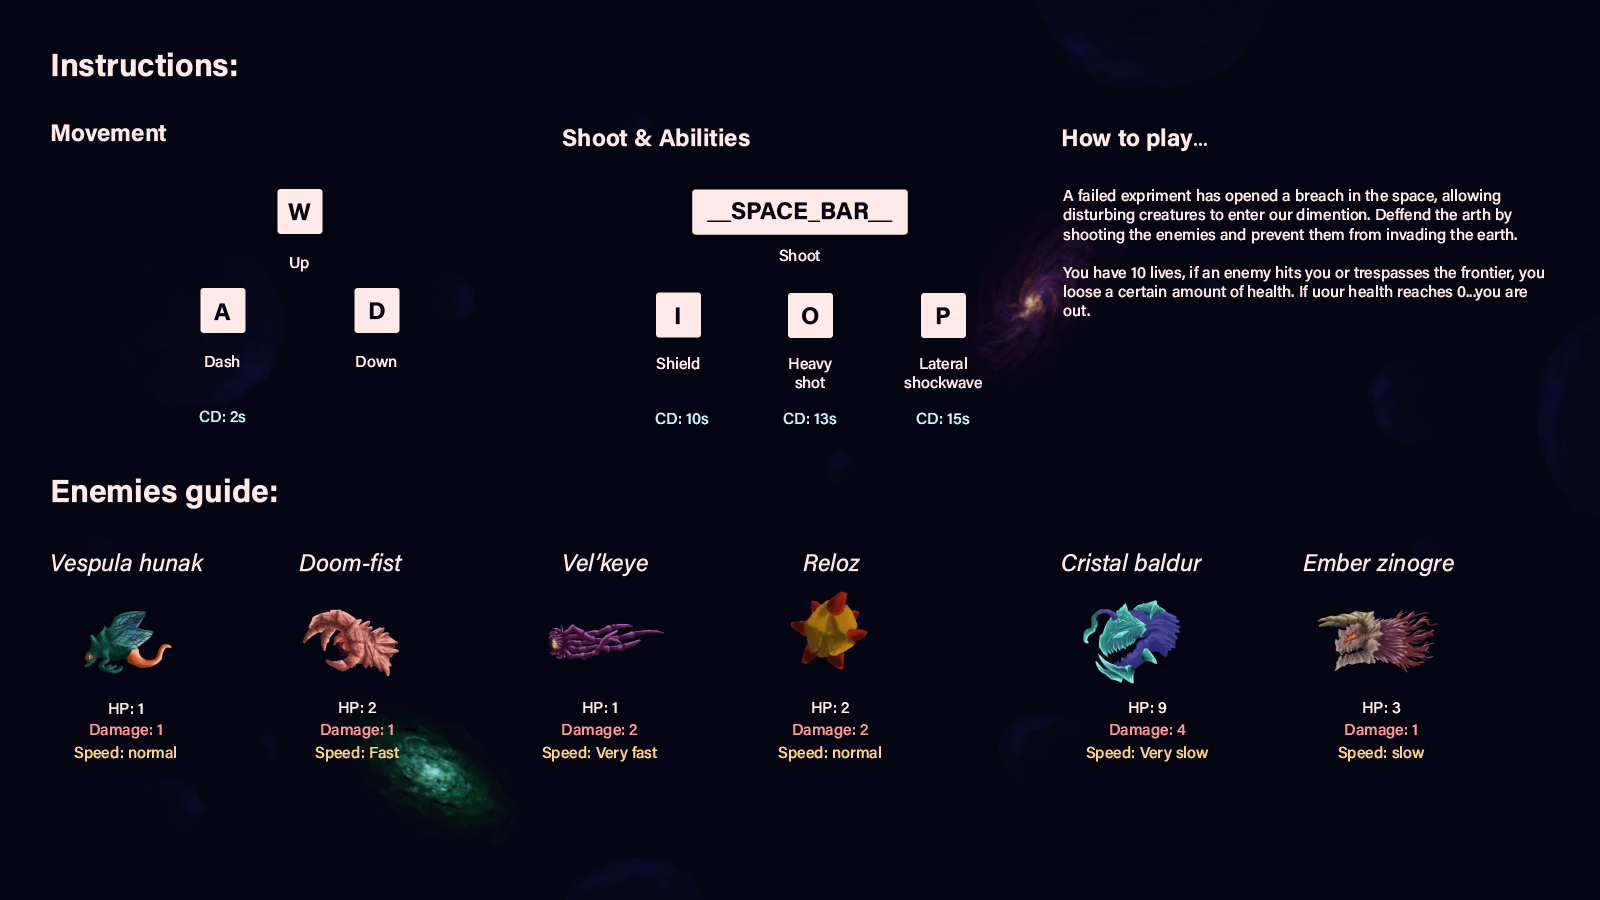 Instructions:
Movement
W
Up
A
D
Dash
Down
CD: 2s
Shoot & Abilities
__SPACE_BAR__
Shoot
I
O
P
Shield
Heavy
shot
Lateral
shockwave
CD: 10s
CD: 13s
CD: 15s
How to play...
A failed expriment has opened a breach in the space, allowing
disturbing creatures to enter our dimention. Deffend the arth by
shooting the enemies and prevent them from invading the earth.
You have 10 lives, if an enemy hits you or trespasses the frontier, you
loose a certain amount of health. If uour health reaches 0...you are
out.
Enemies guide:
Vespula hunak
HP: 1
Damage: 1
Speed: normal
Doom-fist
HP: 2
Damage: 1
Speed: Fast
Vel'keye
HP: 1
Damage: 2
Speed: Very fast
Reloz
HP: 2
Damage: 2
Speed: normal
Cristal baldur
HP: 9
Damage: 4
Speed: Very slow
Ember zinogre
HP: 3
Damage: 1
Speed: slow